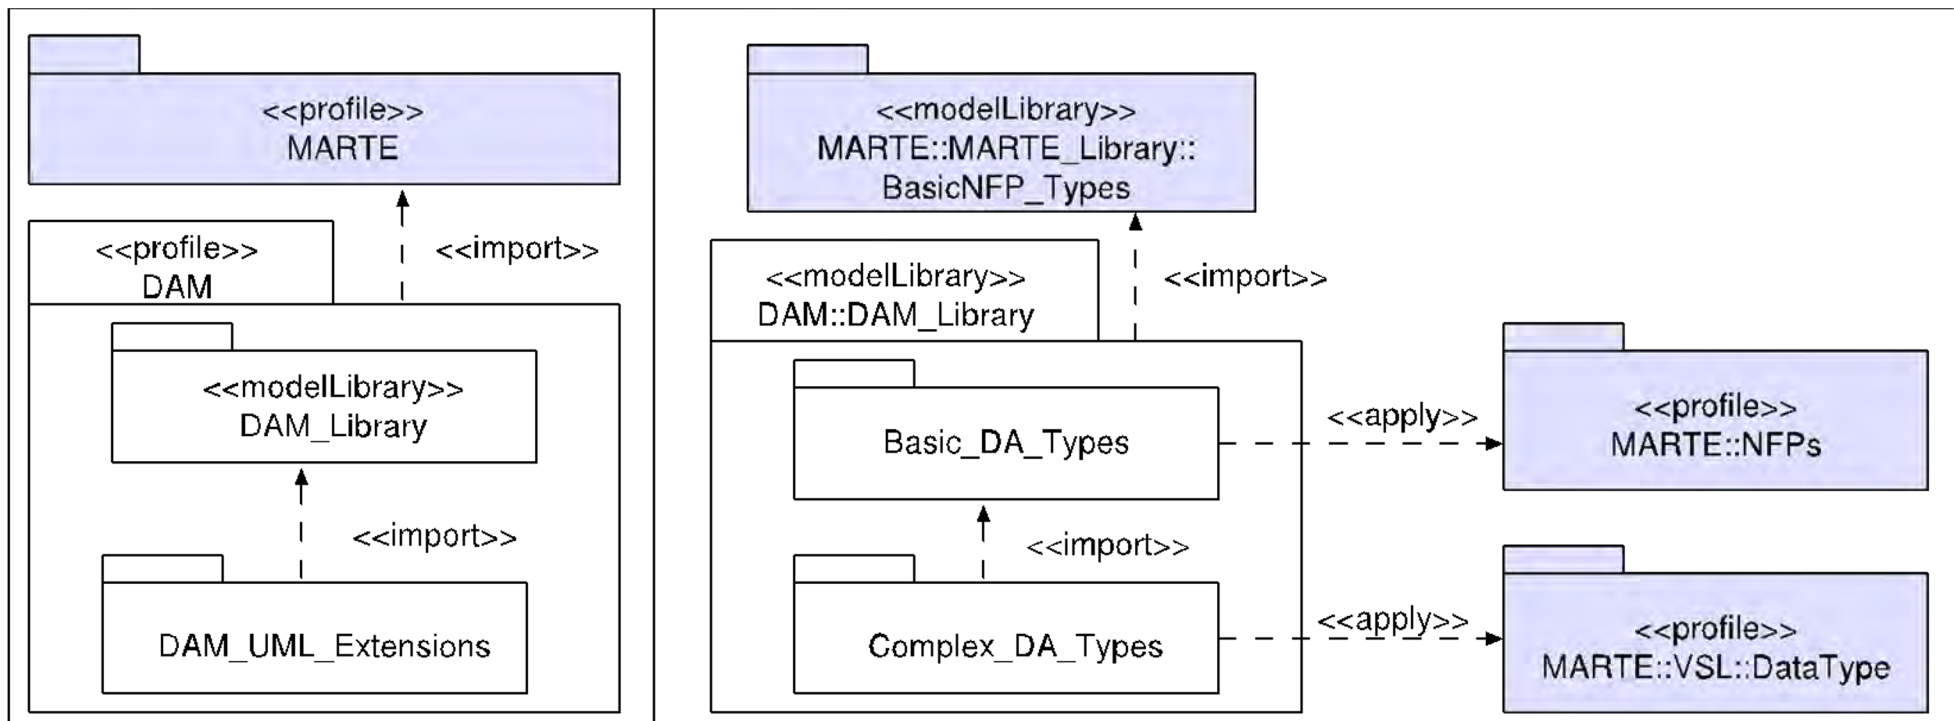 <<profile>>
MARTE
<<profile>>
DAM
<<import>>
<<modelLibrary>>
DAM_Library
<<import>>
DAM_UML_Extensions
<<modelLibrary>>
MARTE::MARTE_Library::
BasicNFP_Types
<<modelLibrary>>
DAM::DAM_Library
<<import>>
Basic_DA_Types
<<apply>>
<<profile>>
MARTE::NFPs
<<import>>
Complex_DA_Types
<<apply>>
<<profile>>
MARTE::VSL::DataType